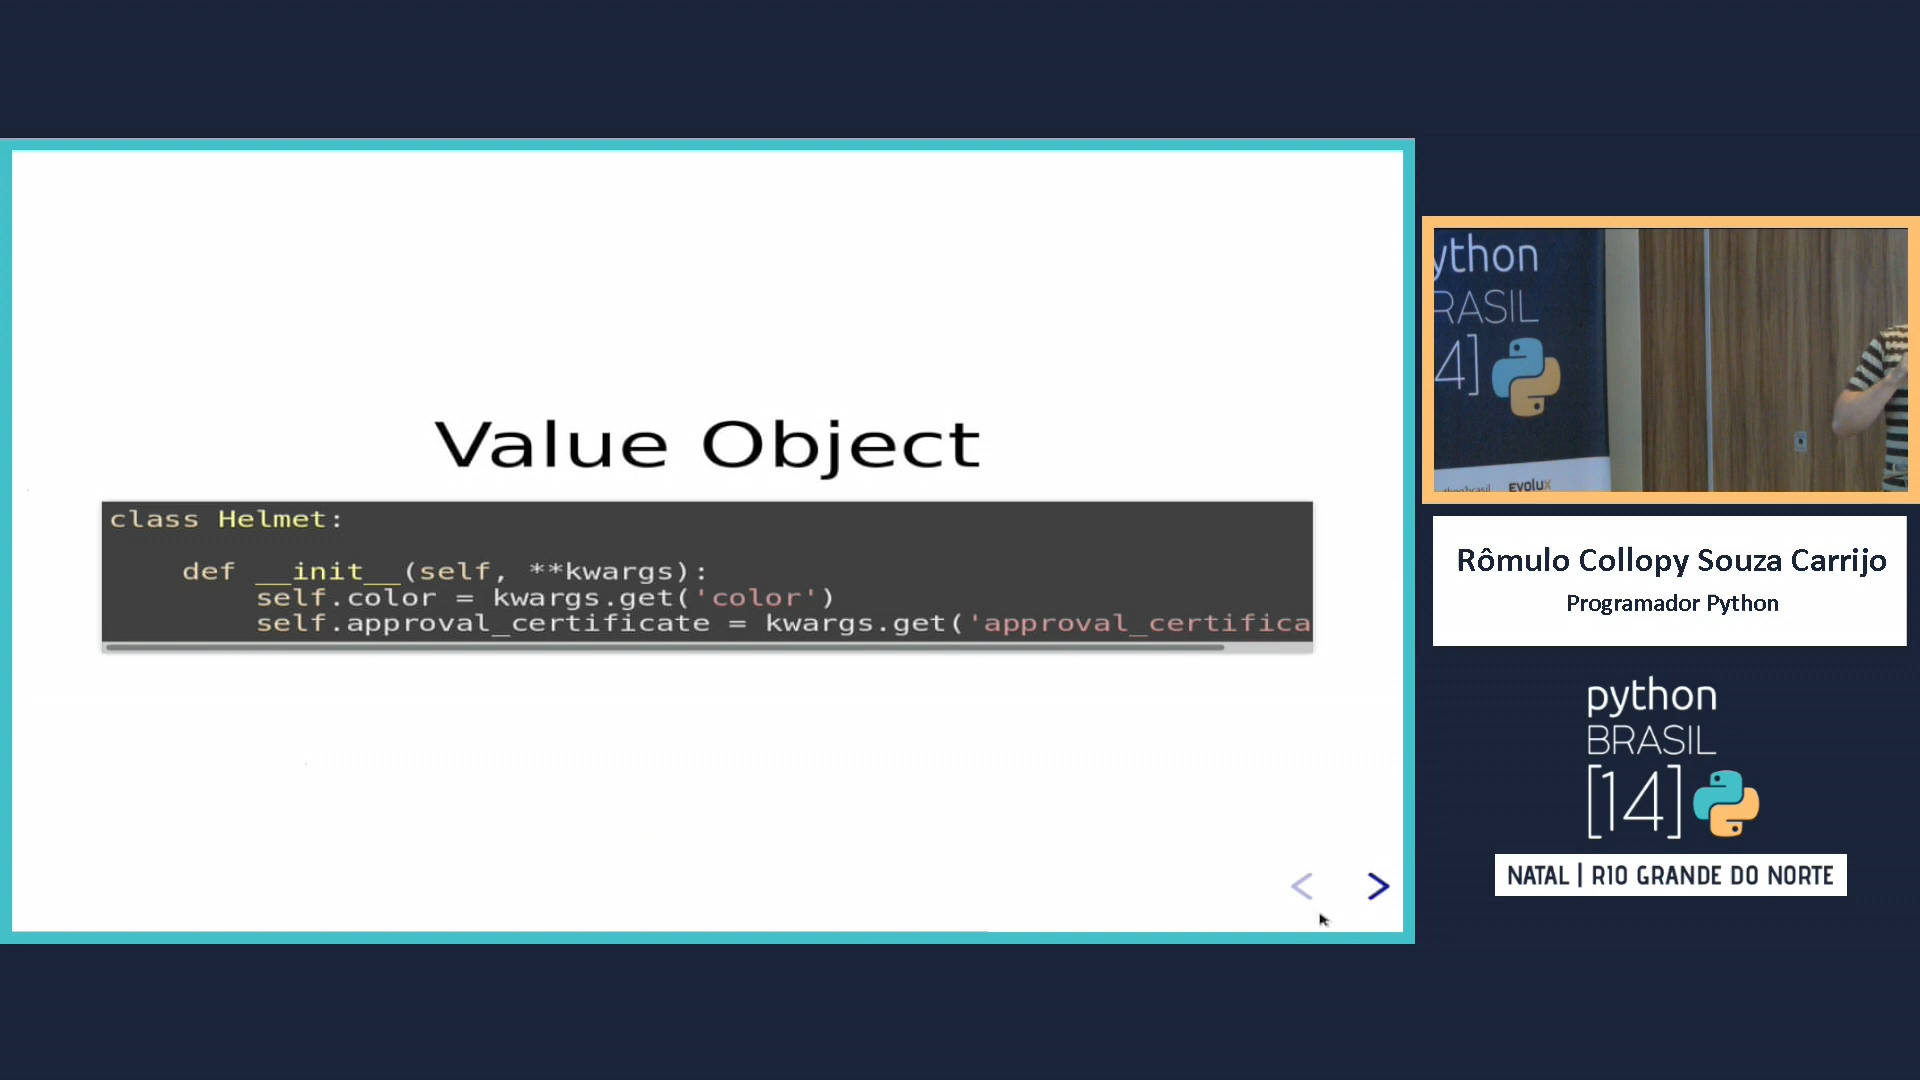 Value Object
class Helmet:
def __init__(self, **kwargs):
self.color = kwargs.get('color')
self.approval_certificate = kwargs.get('approval_certifica
ython
RASIL
4]
evolux
Rômulo Collopy Souza Carrijo
Programador Python
python
BRASIL
[14]
NATAL | RIO GRANDE DO NORTE